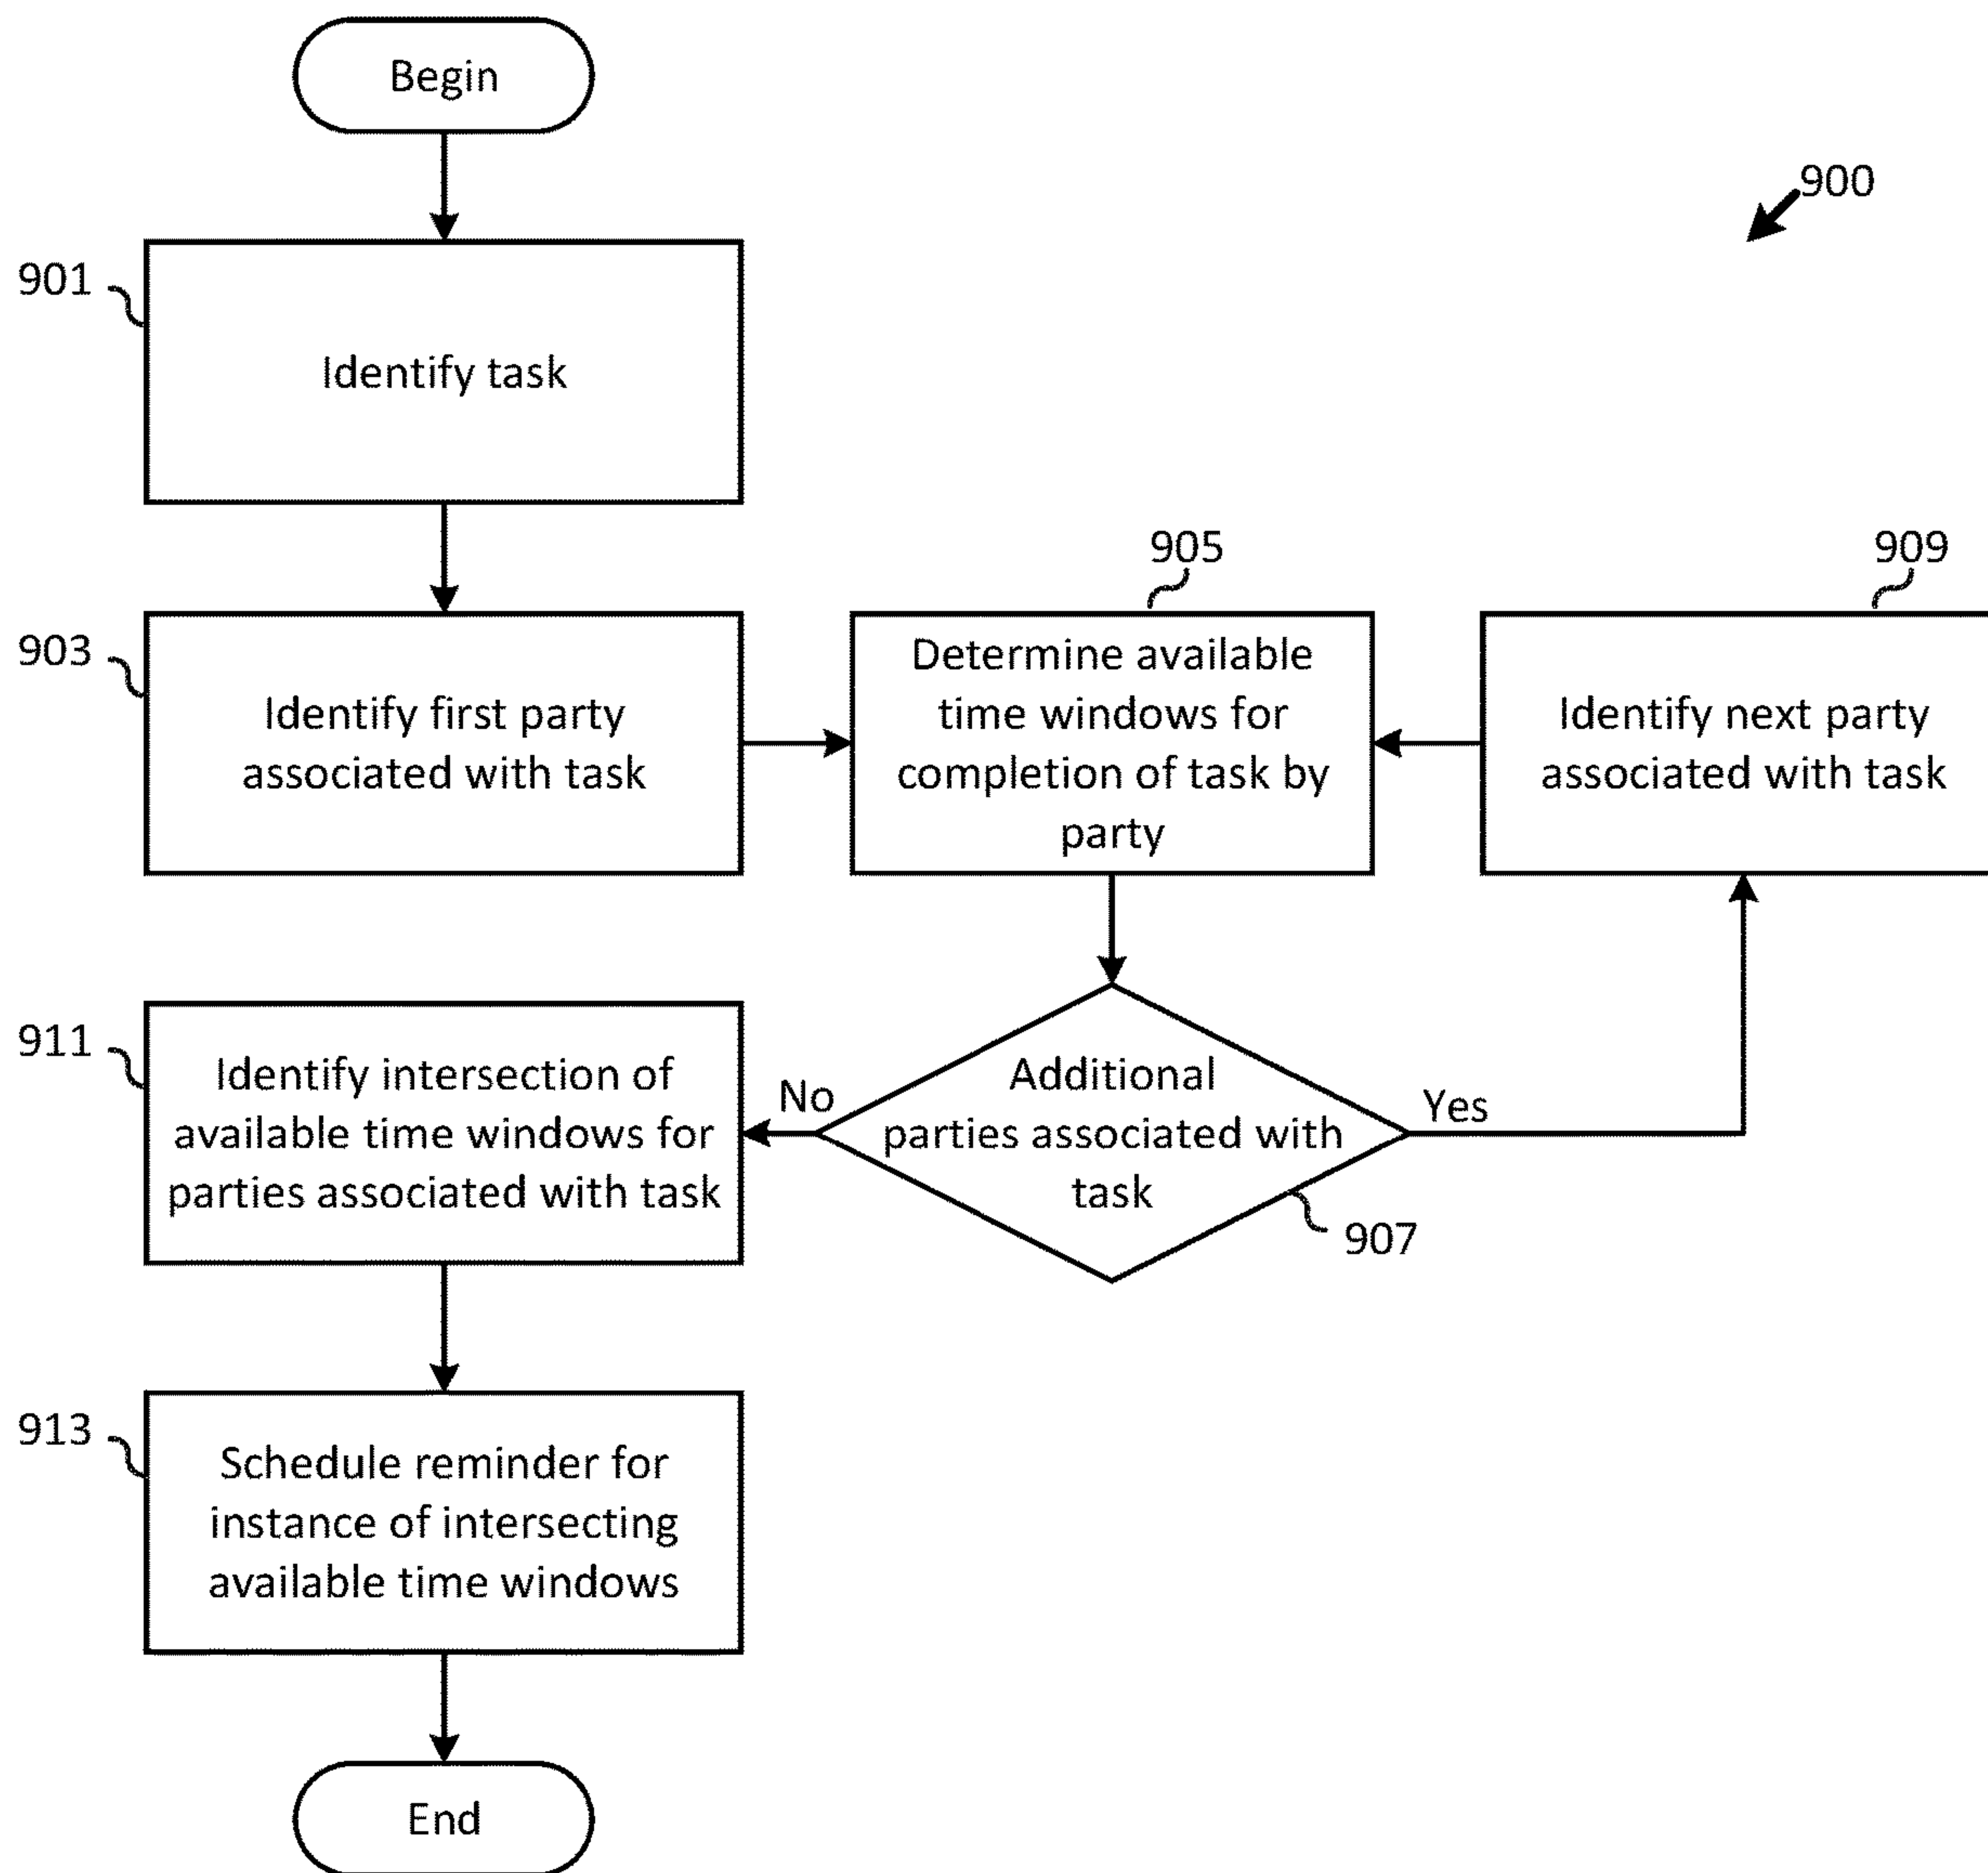 Begin
900
901
Identify task
903
Identify first party
associated with task
905
Determine available
time windows for
completion of task by
party
909
Identify next party
associated with task
911
Identify intersection of
available time windows for
parties associated with task
No
Additional
parties associated with
task
Yes
907
913
Schedule reminder for
instance of intersecting
available time windows
End